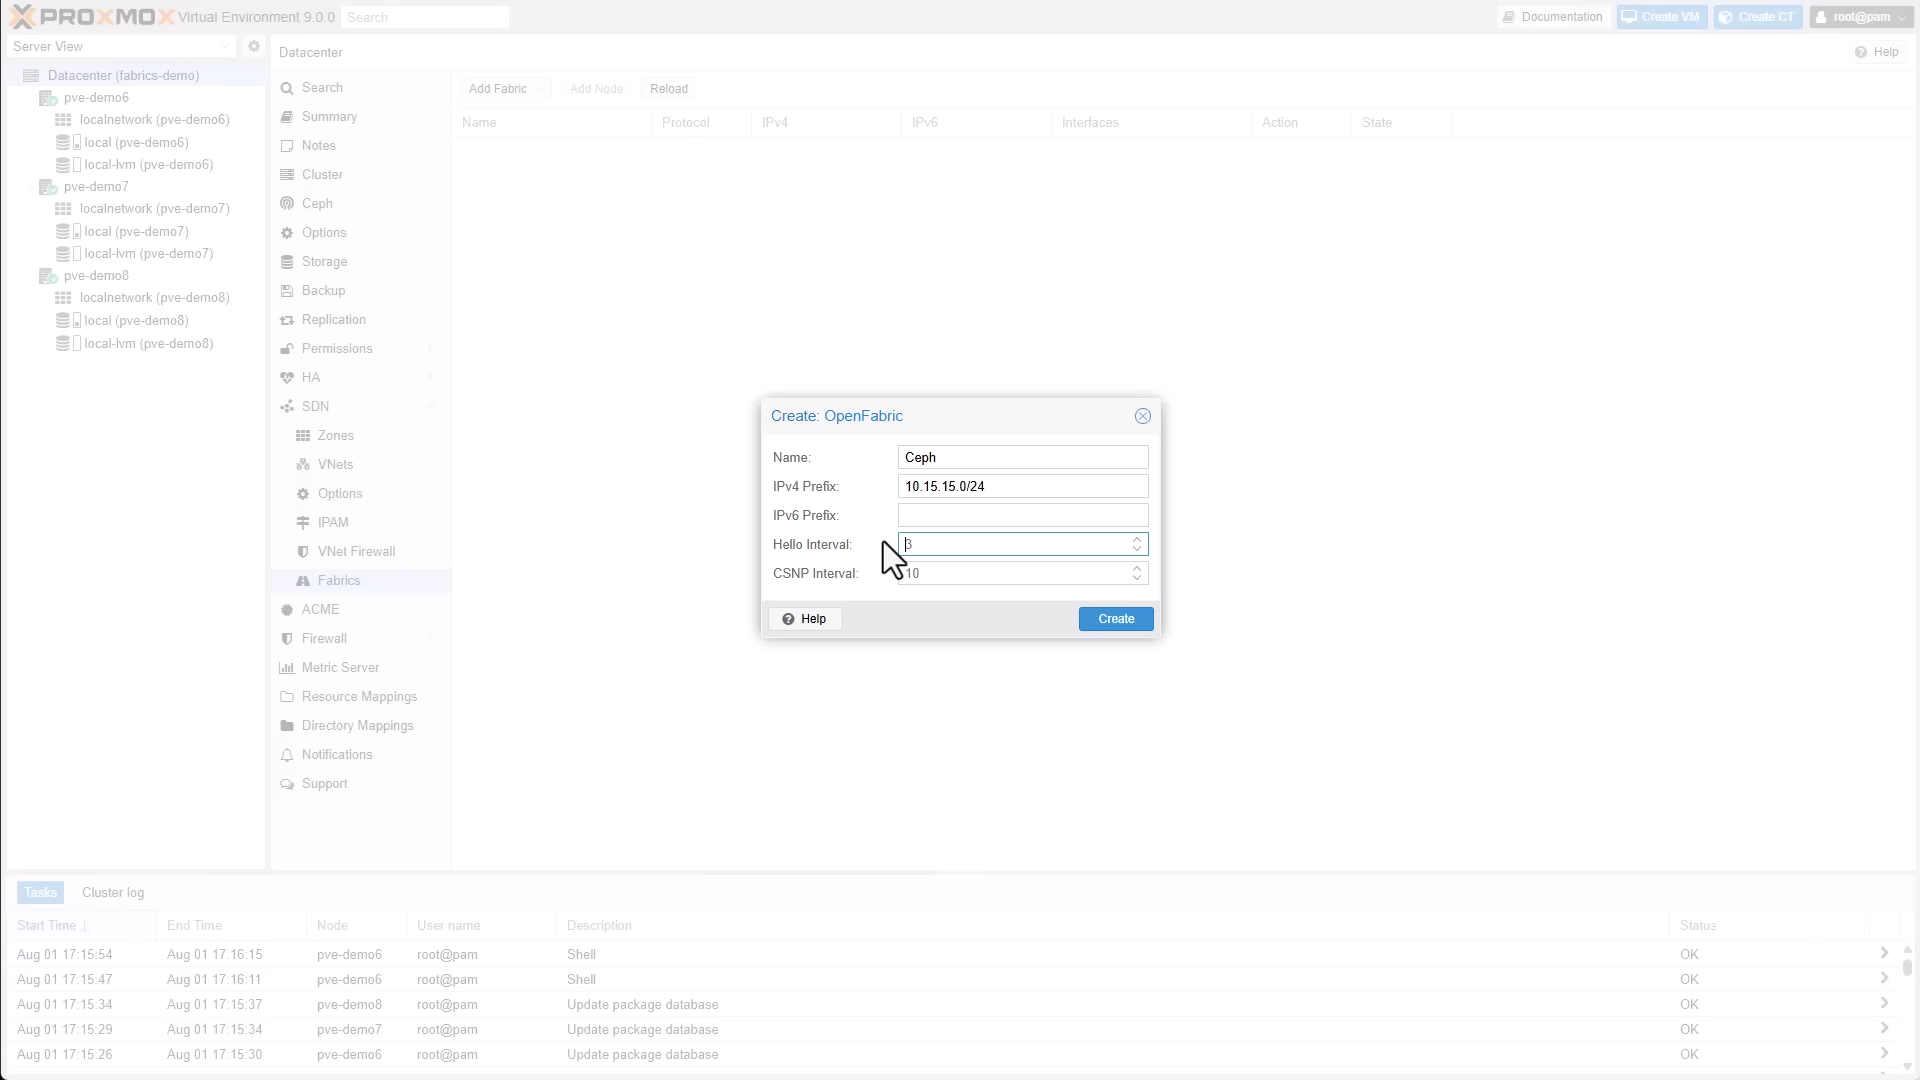 PROXMOX Virtual Environment 9.0.0 Search Documentation Create VM Create CT root@pam
Server View
Datacenter (fabrics-demo)
pve-demo6
localnetwork (pve-demo6)
local (pve-demo6)
local-lvm (pve-demo6)
pve-demo7
localnetwork (pve-demo7)
local (pve-demo7)
local-lvm (pve-demo7)
pve-demo8
localnetwork (pve-demo8)
local (pve-demo8)
local-lvm (pve-demo8)
Datacenter Help
Search
Summary
Notes
Cluster
Ceph
Options
Storage
Backup
Replication
Permissions
HA
SDN
Zones
VNets
Options
IPAM
VNet Firewall
Fabrics
ACME
Firewall
Metric Server
Resource Mappings
Directory Mappings
Notifications
Support
Add Fabric Add Node Reload
Name Protocol IPv4 IPv6 Interfaces Action State
Create: OpenFabric
Name: Ceph
IPv4 Prefix: 10.15.15.0/24
IPv6 Prefix:
Hello Interval: 3
CSNP Interval: 10
Help Create
Tasks Cluster log
Start Time End Time Node User name Description Status
Aug 01 17:15:54 Aug 01 17:16:15 pve-demo6 root@pam Shell OK
Aug 01 17:15:47 Aug 01 17:16:11 pve-demo6 root@pam Shell OK
Aug 01 17:15:34 Aug 01 17:15:37 pve-demo8 root@pam Update package database OK
Aug 01 17:15:29 Aug 01 17:15:34 pve-demo7 root@pam Update package database OK
Aug 01 17:15:26 Aug 01 17:15:30 pve-demo6 root@pam Update package database OK